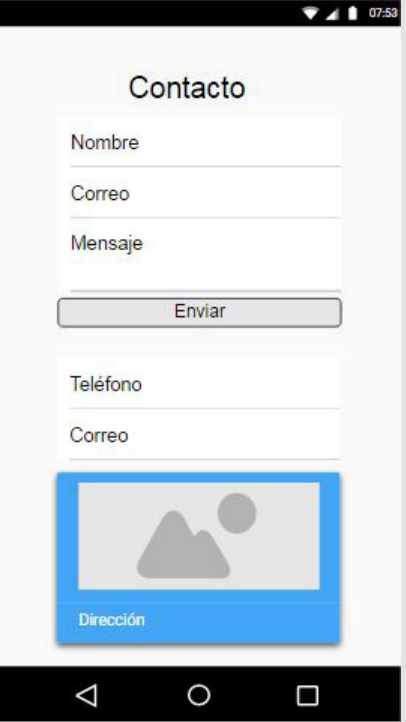 07:53
Contacto
Nombre
Correo
Mensaje
Enviar
Teléfono
Correo
Dirección